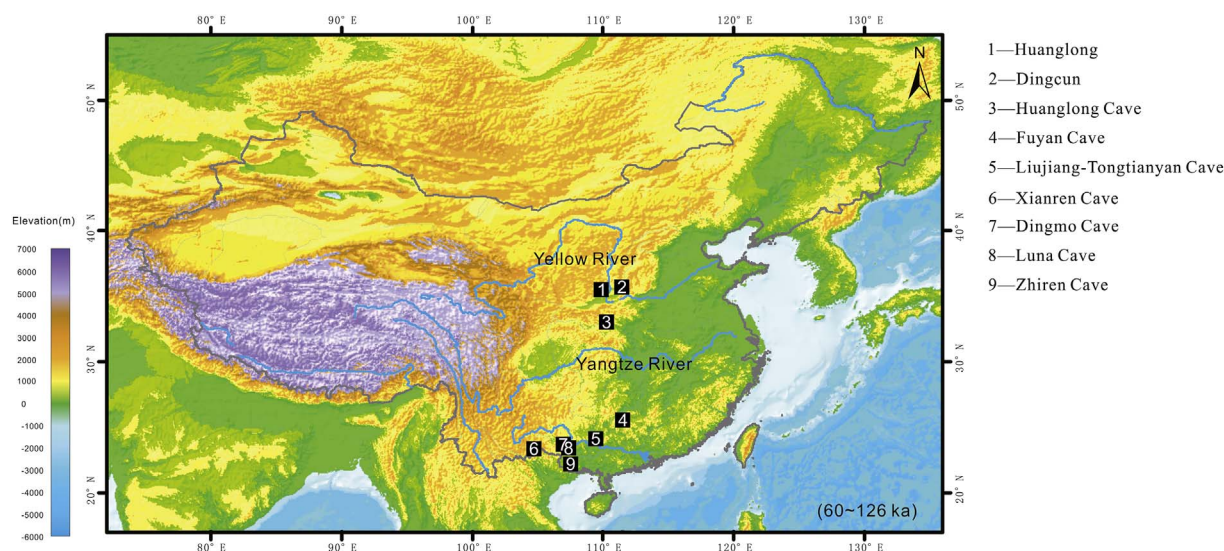 80° E 90° E 100° E 110° E 120° E 130° E
N
50° N 50° N
40° N 40° N
30° N 30° N
20° N 20° N
Elevation(m)
7000
6000
5000
4000
3000
2000
1000
0
-1000
-2000
-3000
-4000
-5000
-6000
Yellow River
1 2
3
Yangtze River
4
5
6 7 8
9
(60~126 ka)
80° E 90° E 100° E 110° E 120° E 130° E
1—Huanglong
2—Dingcun
3—Huanglong Cave
4—Fuyan Cave
5—Liujiang-Tongtianyan Cave
6—Xianren Cave
7—Dingmo Cave
8—Luna Cave
9—Zhiren Cave